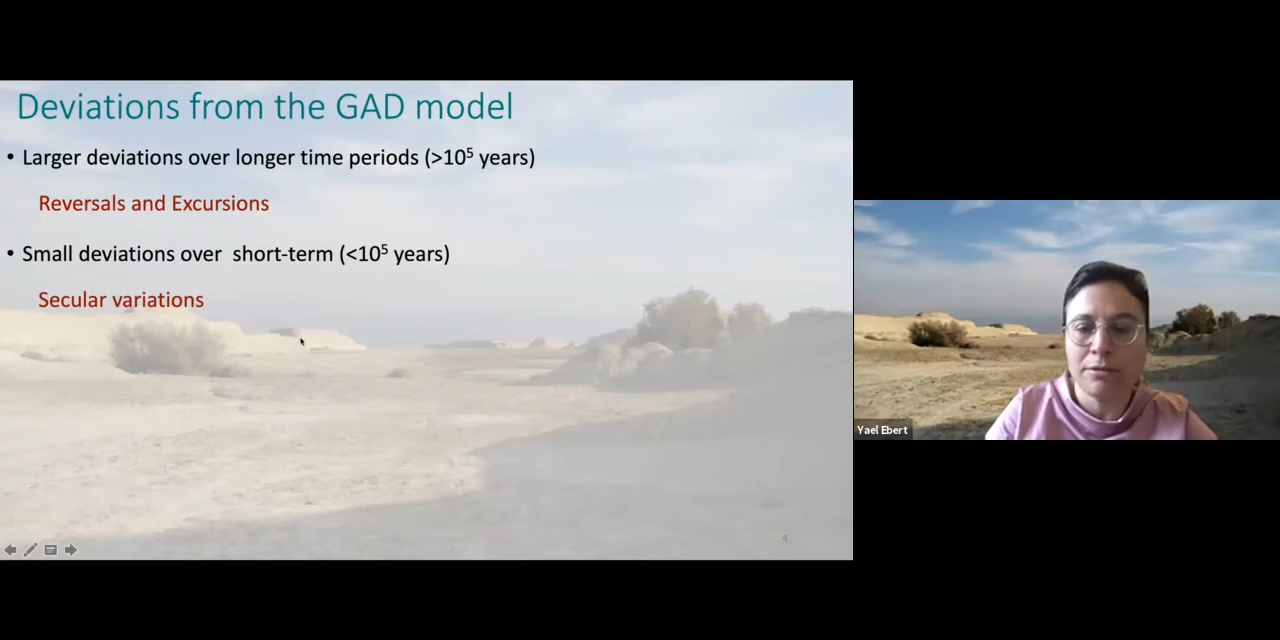 Deviations from the GAD model
• Larger deviations over longer time periods (>10⁵ years)
Reversals and Excursions
• Small deviations over  short-term (<10⁵ years)
Secular variations
4
Yael Ebert